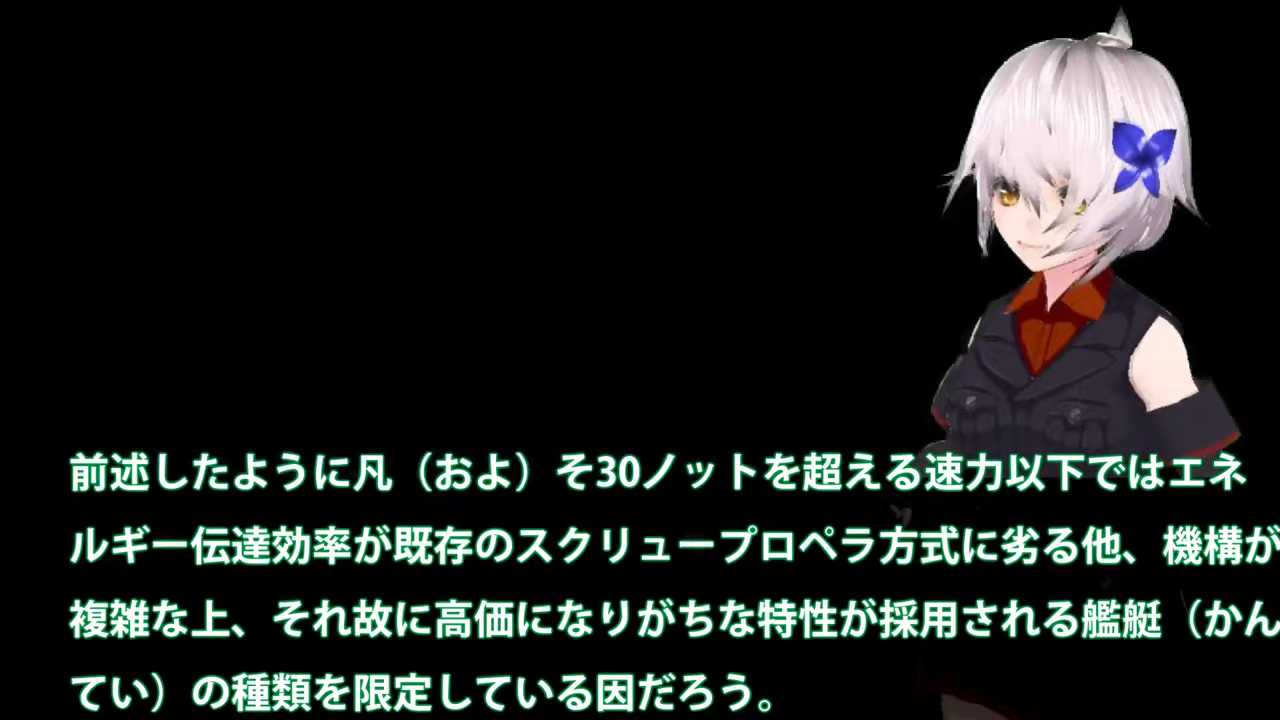 前述したように凡（およ）そ30ノットを超える速力以下ではエネ
ルギー伝達効率が既存のスクリュープロペラ方式に劣る他、機構が
複雑な上、それ故に高価になりがちな特性が採用される艦艇（かん
てい）の種類を限定している因だろう。